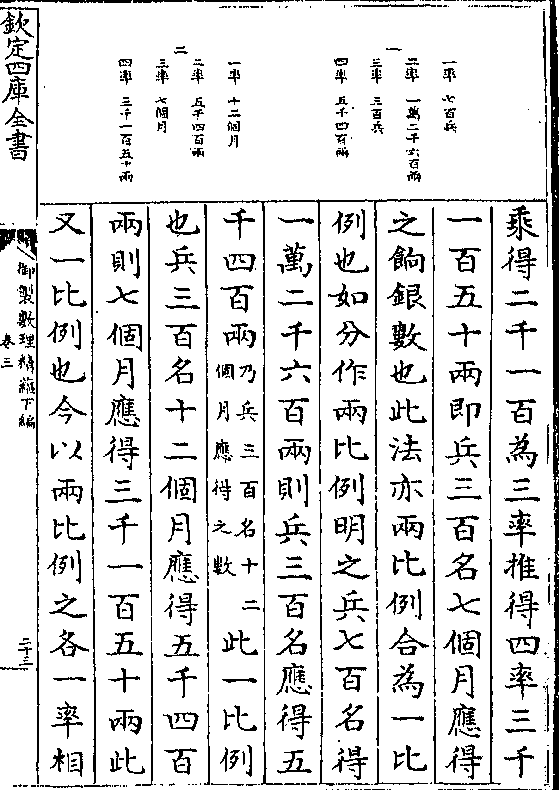 一率 七百兵
二率 一萬二千六百兩
一
三率 三百兵
四率 五千四百兩
一率 十二個月
二率 五千四百兩
二
三率 七個月
四率 三千一百五十兩
乘得二千一百為三率推得四率三千
一百五十兩即兵三百名七個月應得
之餉銀數也此法亦兩比例合為一比
例也如分作兩比例明之兵七百名得
一萬二千六百兩則兵三百名應得五
千四百兩乃兵三百名十二個月應得之數此一比例
也兵三百名十二個月應得五千四百
兩則七個月應得三千一百五十兩此
又一比例也今以兩比例之各一率相
欽定四庫全書
御製數理精蘊下編
卷三
二十三